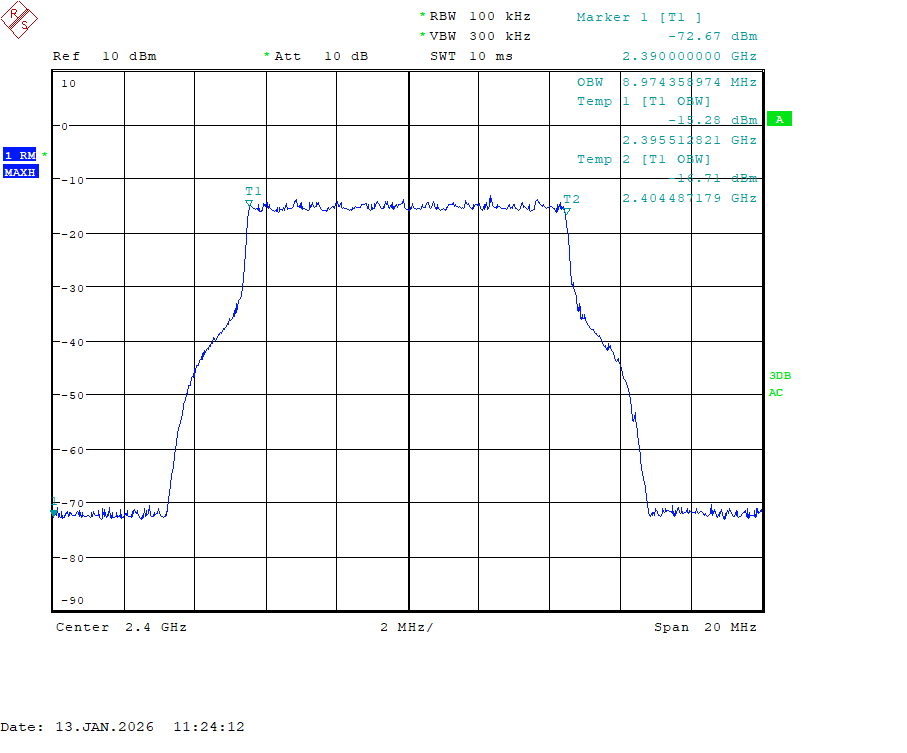 R
S
*RBW 100 kHz Marker 1 [T1 ]
*VBW 300 kHz -72.67 dBm
Ref 10 dBm *Att 10 dB SWT 10 ms 2.390000000 GHz
10 OBW 8.974358974 MHz
Temp 1 [T1 OBW]
-15.28 dBm
A
0
2.395512821 GHz
1 RM *
Temp 2 [T1 OBW]
MAXH
-10 -16.71 dBm
T1 T2 2.404487179 GHz
-20
-30
-40
3DB
-50 AC
-60
1
-70
-80
-90
Center 2.4 GHz 2 MHz/ Span 20 MHz
Date: 13.JAN.2026 11:24:12